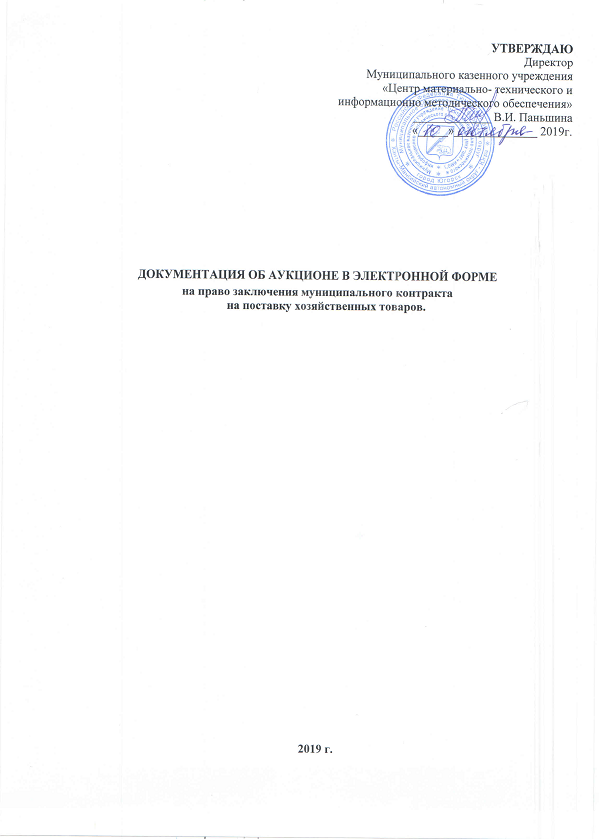 УТВЕРЖДАЮ
Директор
Муниципального казенного учреждения
«Центр материально- технического и
информационно методического обеспечения»
В.И. Паньшина
« 10 » октября 2019г.
ДОКУМЕНТАЦИЯ ОБ АУКЦИОНЕ В ЭЛЕКТРОННОЙ ФОРМЕ
на право заключения муниципального контракта
на поставку хозяйственных товаров.
2019 г.